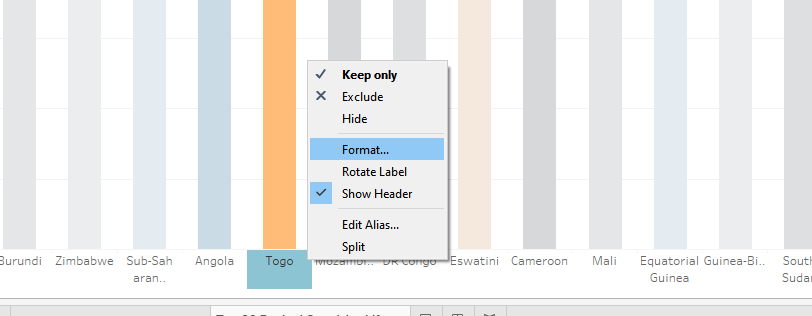 Keep only
Exclude
Hide
Format...
Rotate Label
Show Header
Edit Alias...
Split
Burundi
Zimbabwe
Sub-Sah
aran..
Angola
Togo
Mozambi..
DR Congo
Eswatini
Cameroon
Mali
Equatorial
Guinea
Guinea-Bi..
South
Sudan